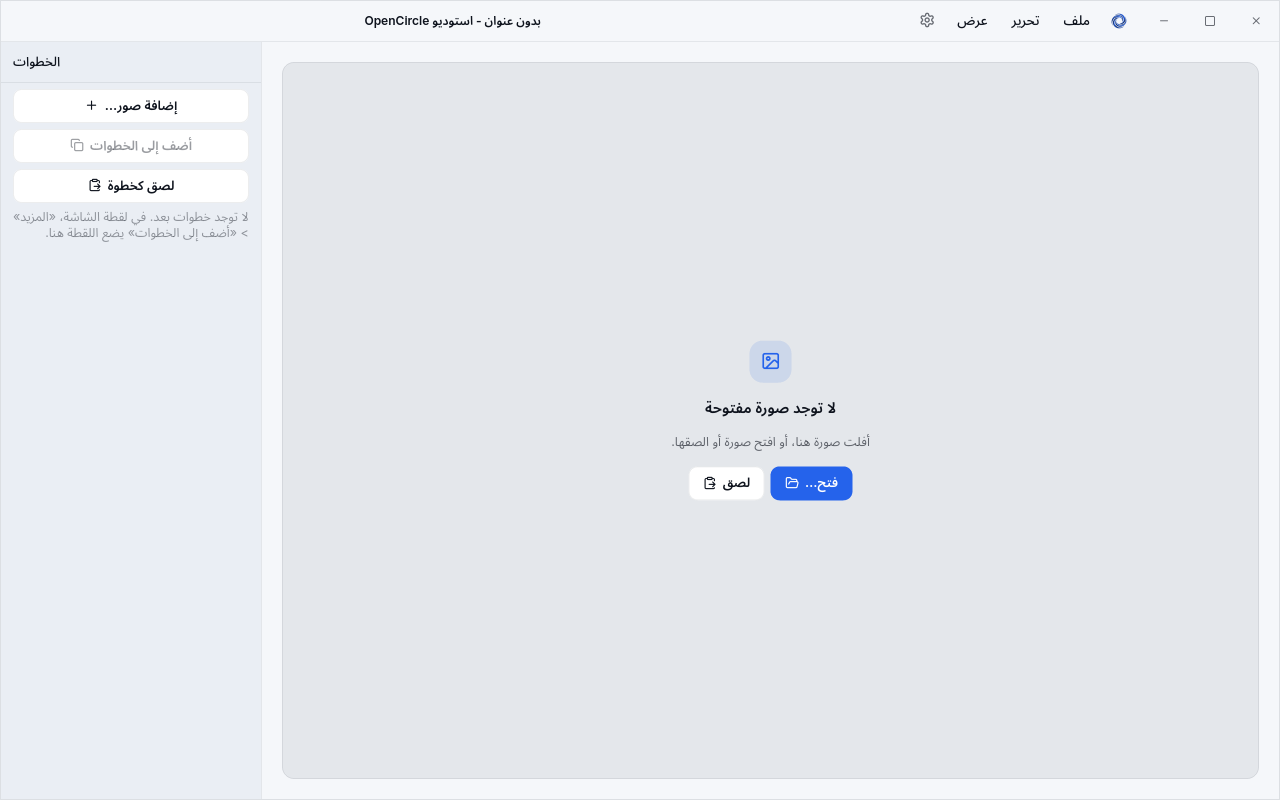 ملف تحرير عرض
بدون عنوان - استوديو OpenCircle
الخطوات
إضافة صور...
أضف إلى الخطوات
لصق كخطوة
لا توجد خطوات بعد. في لقطة الشاشة، «المزيد»
> «أضف إلى الخطوات» يضع اللقطة هنا.
لا توجد صورة مفتوحة
أفلت صورة هنا، أو افتح صورة أو الصقها.
فتح...
لصق